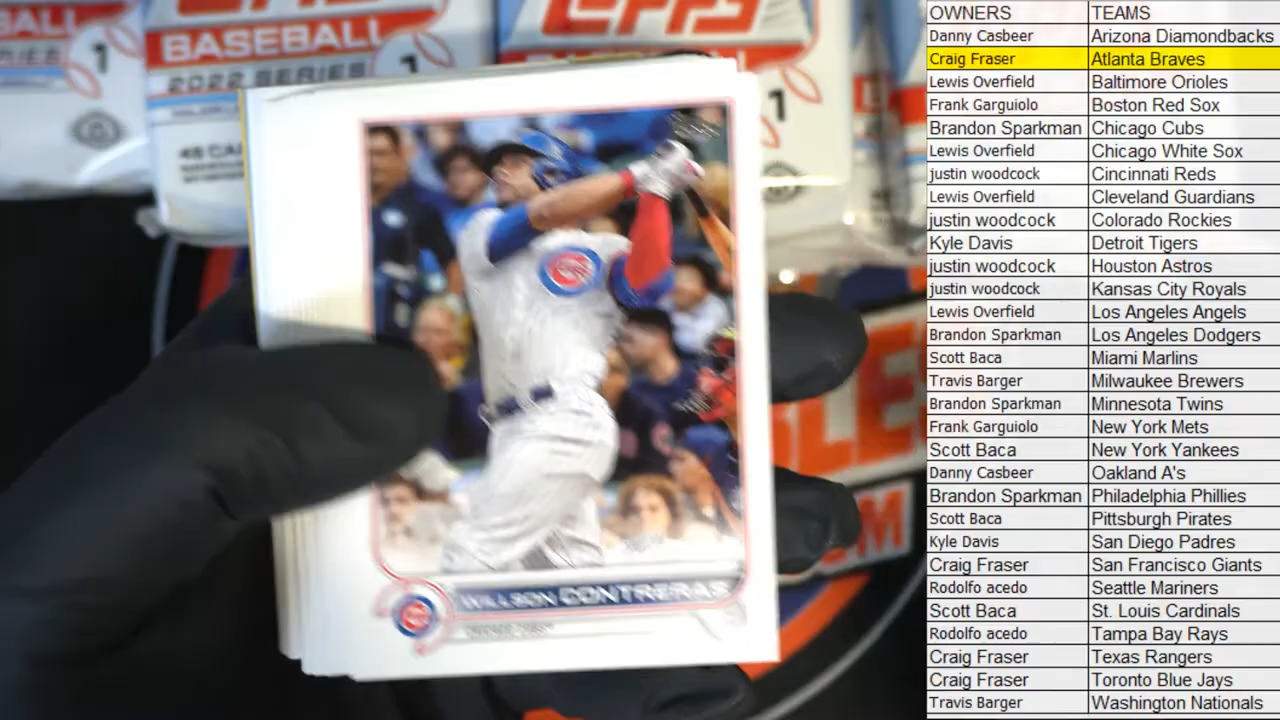 BASEBALL
1
BASEBALL
2022 SERIES
1
1
WILLSON CONTRERAS
OWNERS TEAMS
Danny Casbeer Arizona Diamondbacks
Craig Fraser Atlanta Braves
Lewis Overfield Baltimore Orioles
Frank Garguiolo Boston Red Sox
Brandon Sparkman Chicago Cubs
Lewis Overfield Chicago White Sox
justin woodcock Cincinnati Reds
Lewis Overfield Cleveland Guardians
justin woodcock Colorado Rockies
Kyle Davis Detroit Tigers
justin woodcock Houston Astros
justin woodcock Kansas City Royals
Lewis Overfield Los Angeles Angels
Brandon Sparkman Los Angeles Dodgers
Scott Baca Miami Marlins
Travis Barger Milwaukee Brewers
Brandon Sparkman Minnesota Twins
Frank Garguiolo New York Mets
Scott Baca New York Yankees
Danny Casbeer Oakland A's
Brandon Sparkman Philadelphia Phillies
Scott Baca Pittsburgh Pirates
Kyle Davis San Diego Padres
Craig Fraser San Francisco Giants
Rodolfo acedo Seattle Mariners
Scott Baca St. Louis Cardinals
Rodolfo acedo Tampa Bay Rays
Craig Fraser Texas Rangers
Craig Fraser Toronto Blue Jays
Travis Barger Washington Nationals